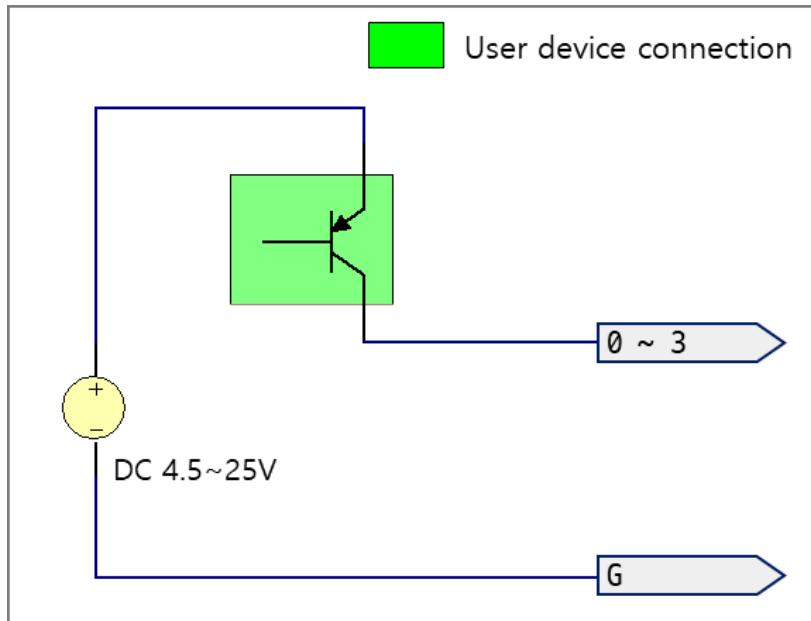 User device connection
0 ~ 3
+
−
DC 4.5~25V
G